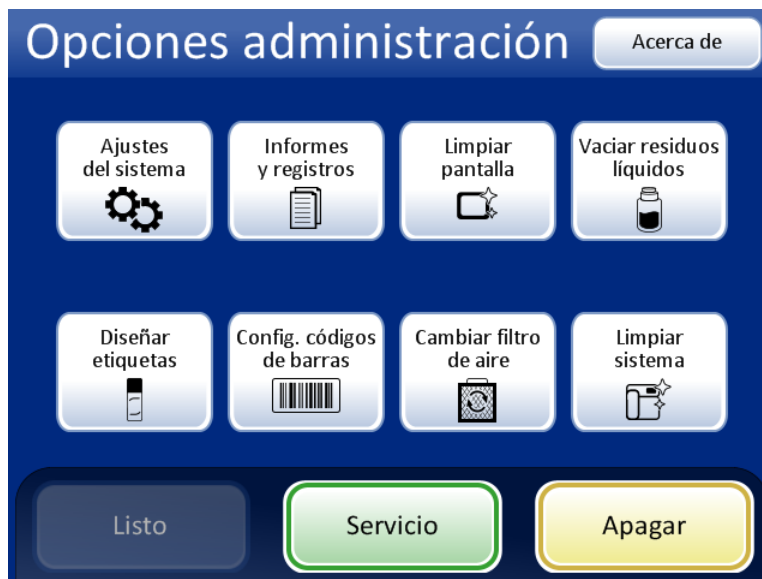 Opciones administración
Acerca de
Ajustes
del sistema
Informes
y registros
Limpiar
pantalla
Vaciar residuos
líquidos
Diseñar
etiquetas
Config. códigos
de barras
Cambiar filtro
de aire
Limpiar
sistema
Listo
Servicio
Apagar